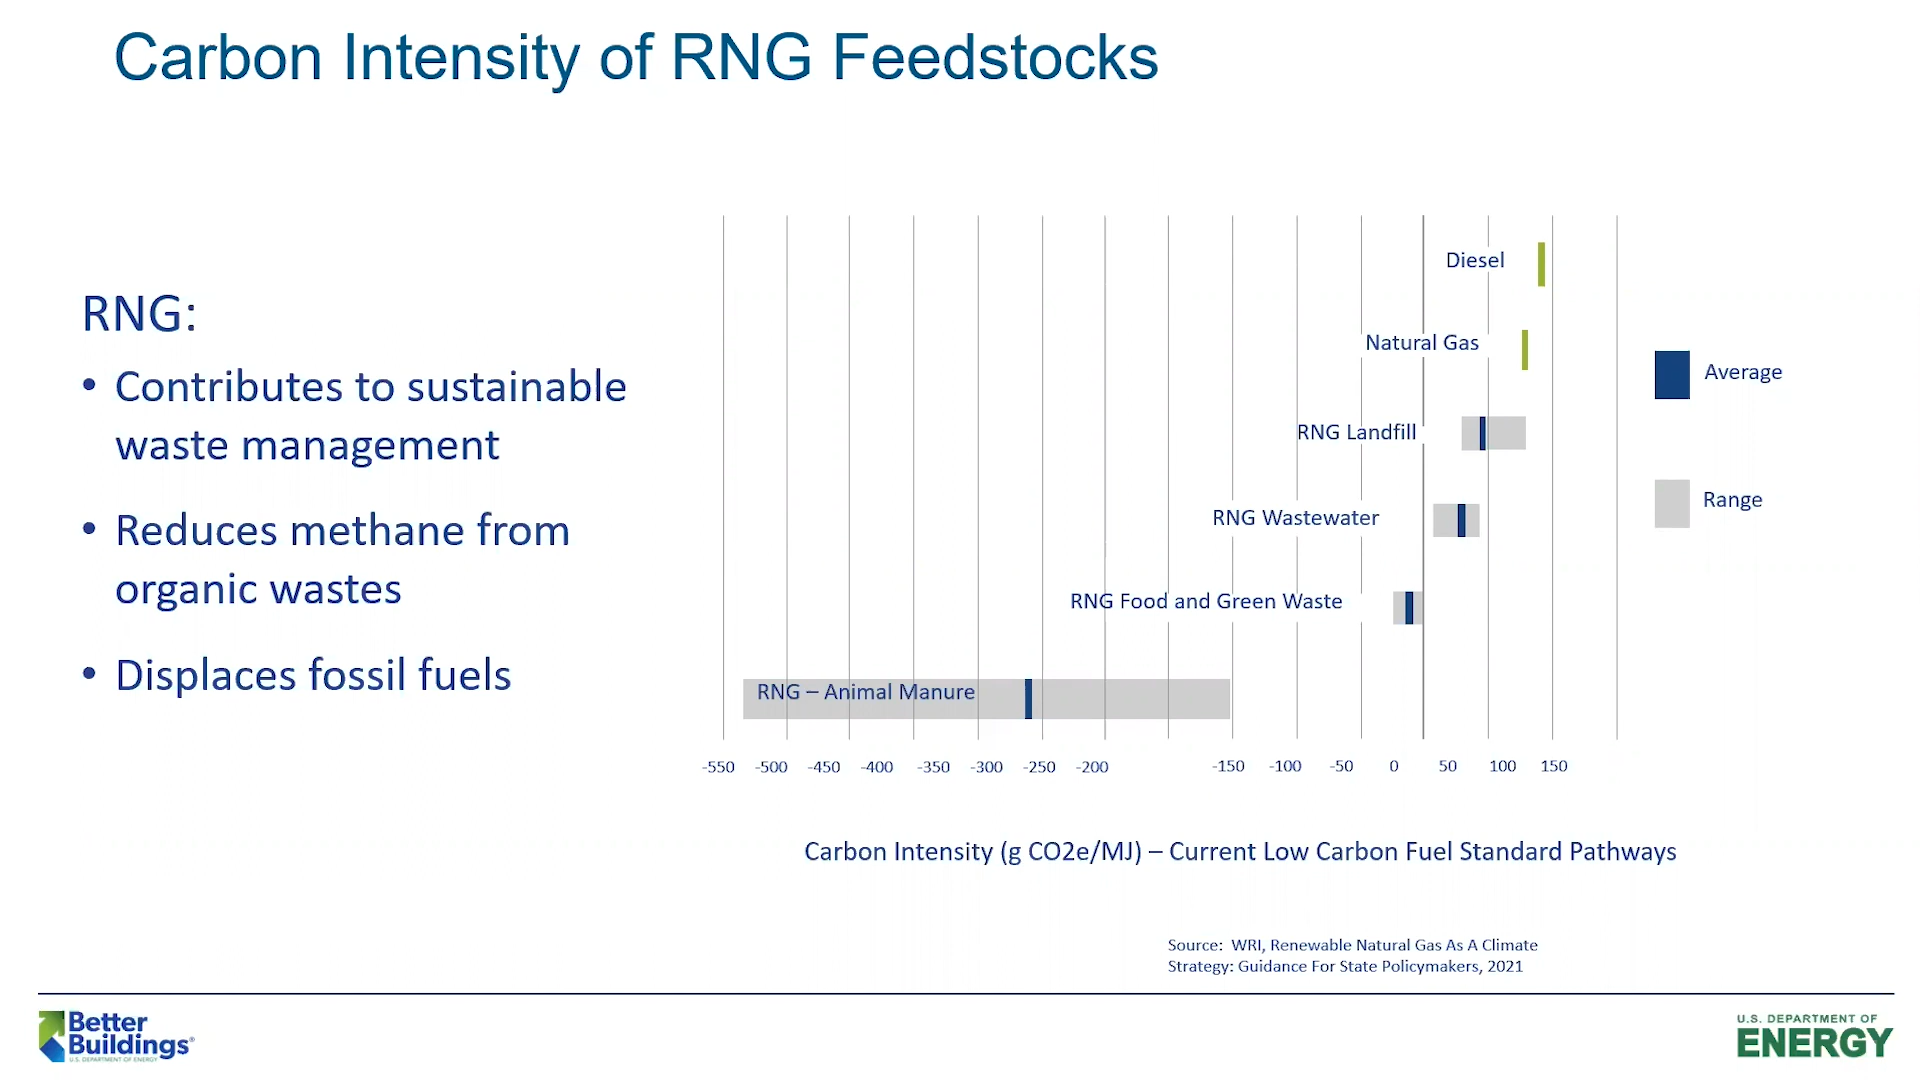 Carbon Intensity of RNG Feedstocks
RNG:
• Contributes to sustainable
waste management
• Reduces methane from
organic wastes
• Displaces fossil fuels
Diesel
Natural Gas
RNG Landfill
RNG Wastewater
RNG Food and Green Waste
RNG – Animal Manure
-550 -500 -450 -400 -350 -300 -250 -200 -150 -100 -50 0 50 100 150
Average
Range
Carbon Intensity (g CO2e/MJ) – Current Low Carbon Fuel Standard Pathways
Source: WRI, Renewable Natural Gas As A Climate
Strategy: Guidance For State Policymakers, 2021
Better
Buildings®
U.S. DEPARTMENT OF ENERGY
U.S. DEPARTMENT OF
ENERGY